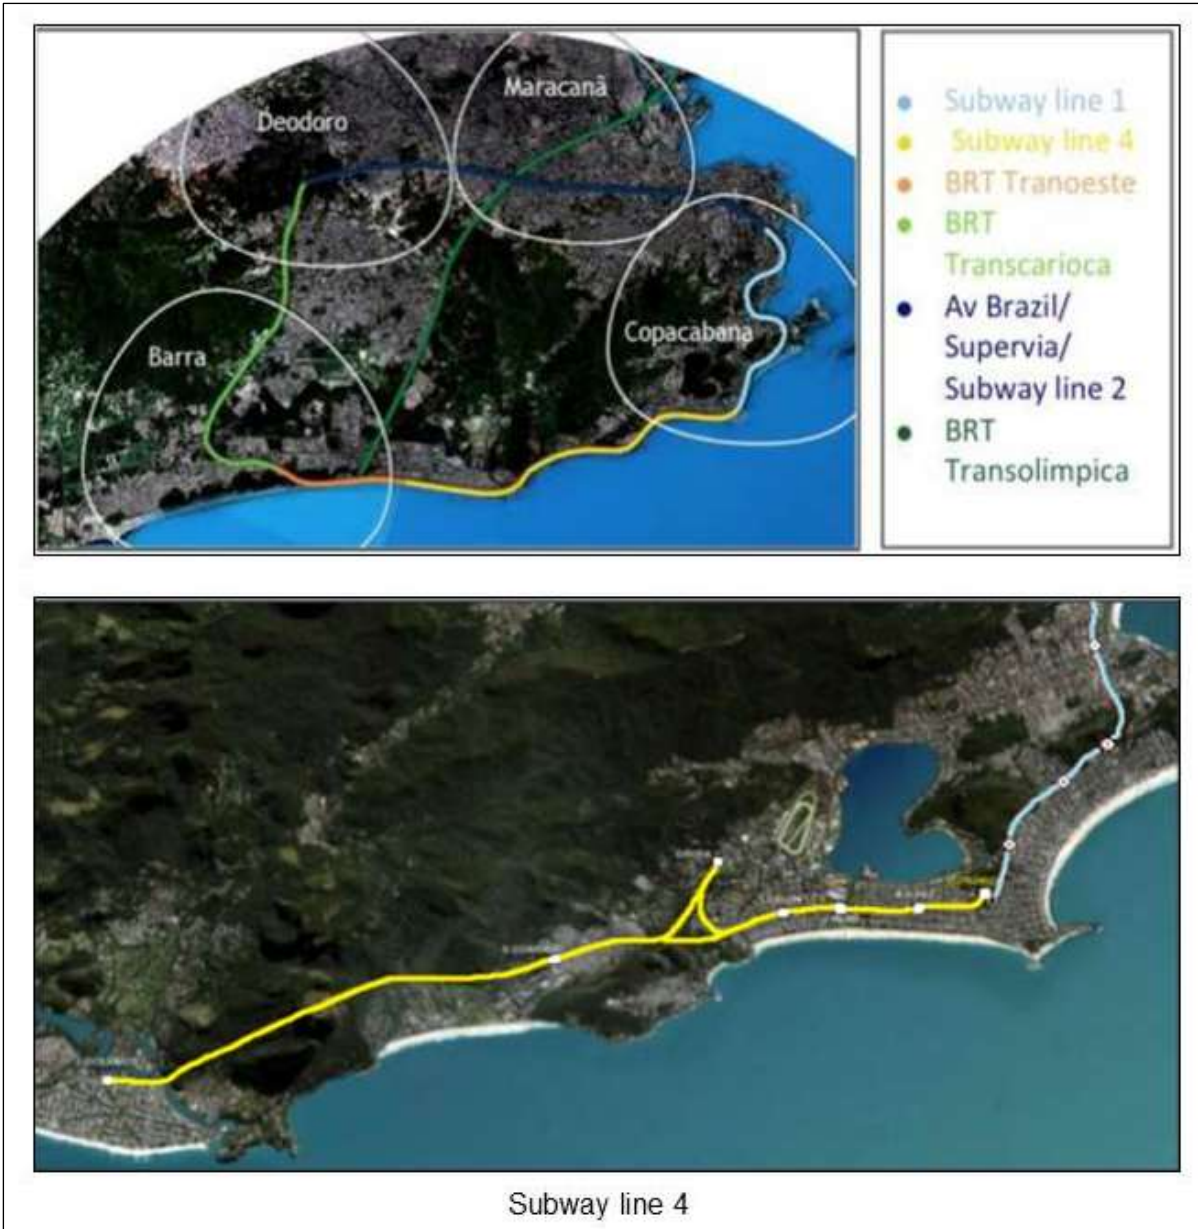 Deodoro
Maracanã
Barra
Copacabana
Subway line 1
Subway line 4
BRT Tranoeste
BRT
Transcarioca
Av Brazil/
Supervia/
Subway line 2
BRT
Transolimpica
Subway line 4